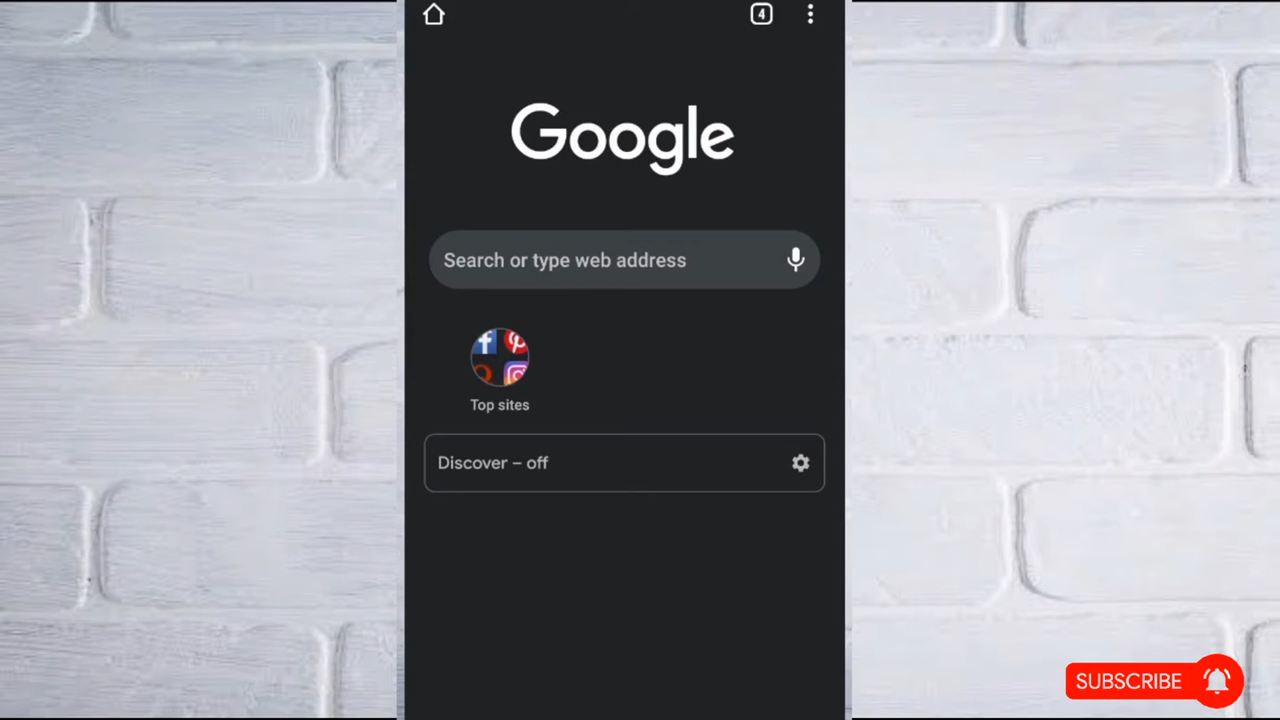 4
Google
Search or type web address
Top sites
Discover – off
SUBSCRIBE